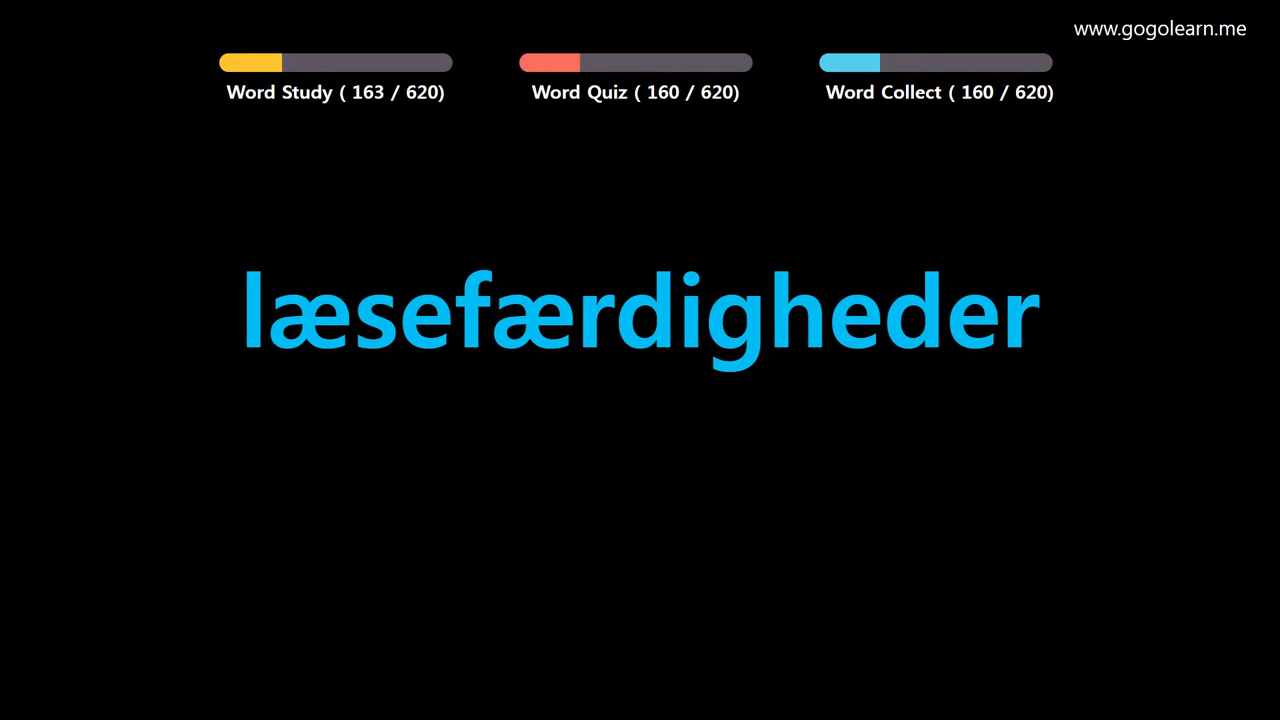 www.gogolearn.me
Word Study ( 163 / 620)
Word Quiz ( 160 / 620)
Word Collect ( 160 / 620)
læsefærdigheder